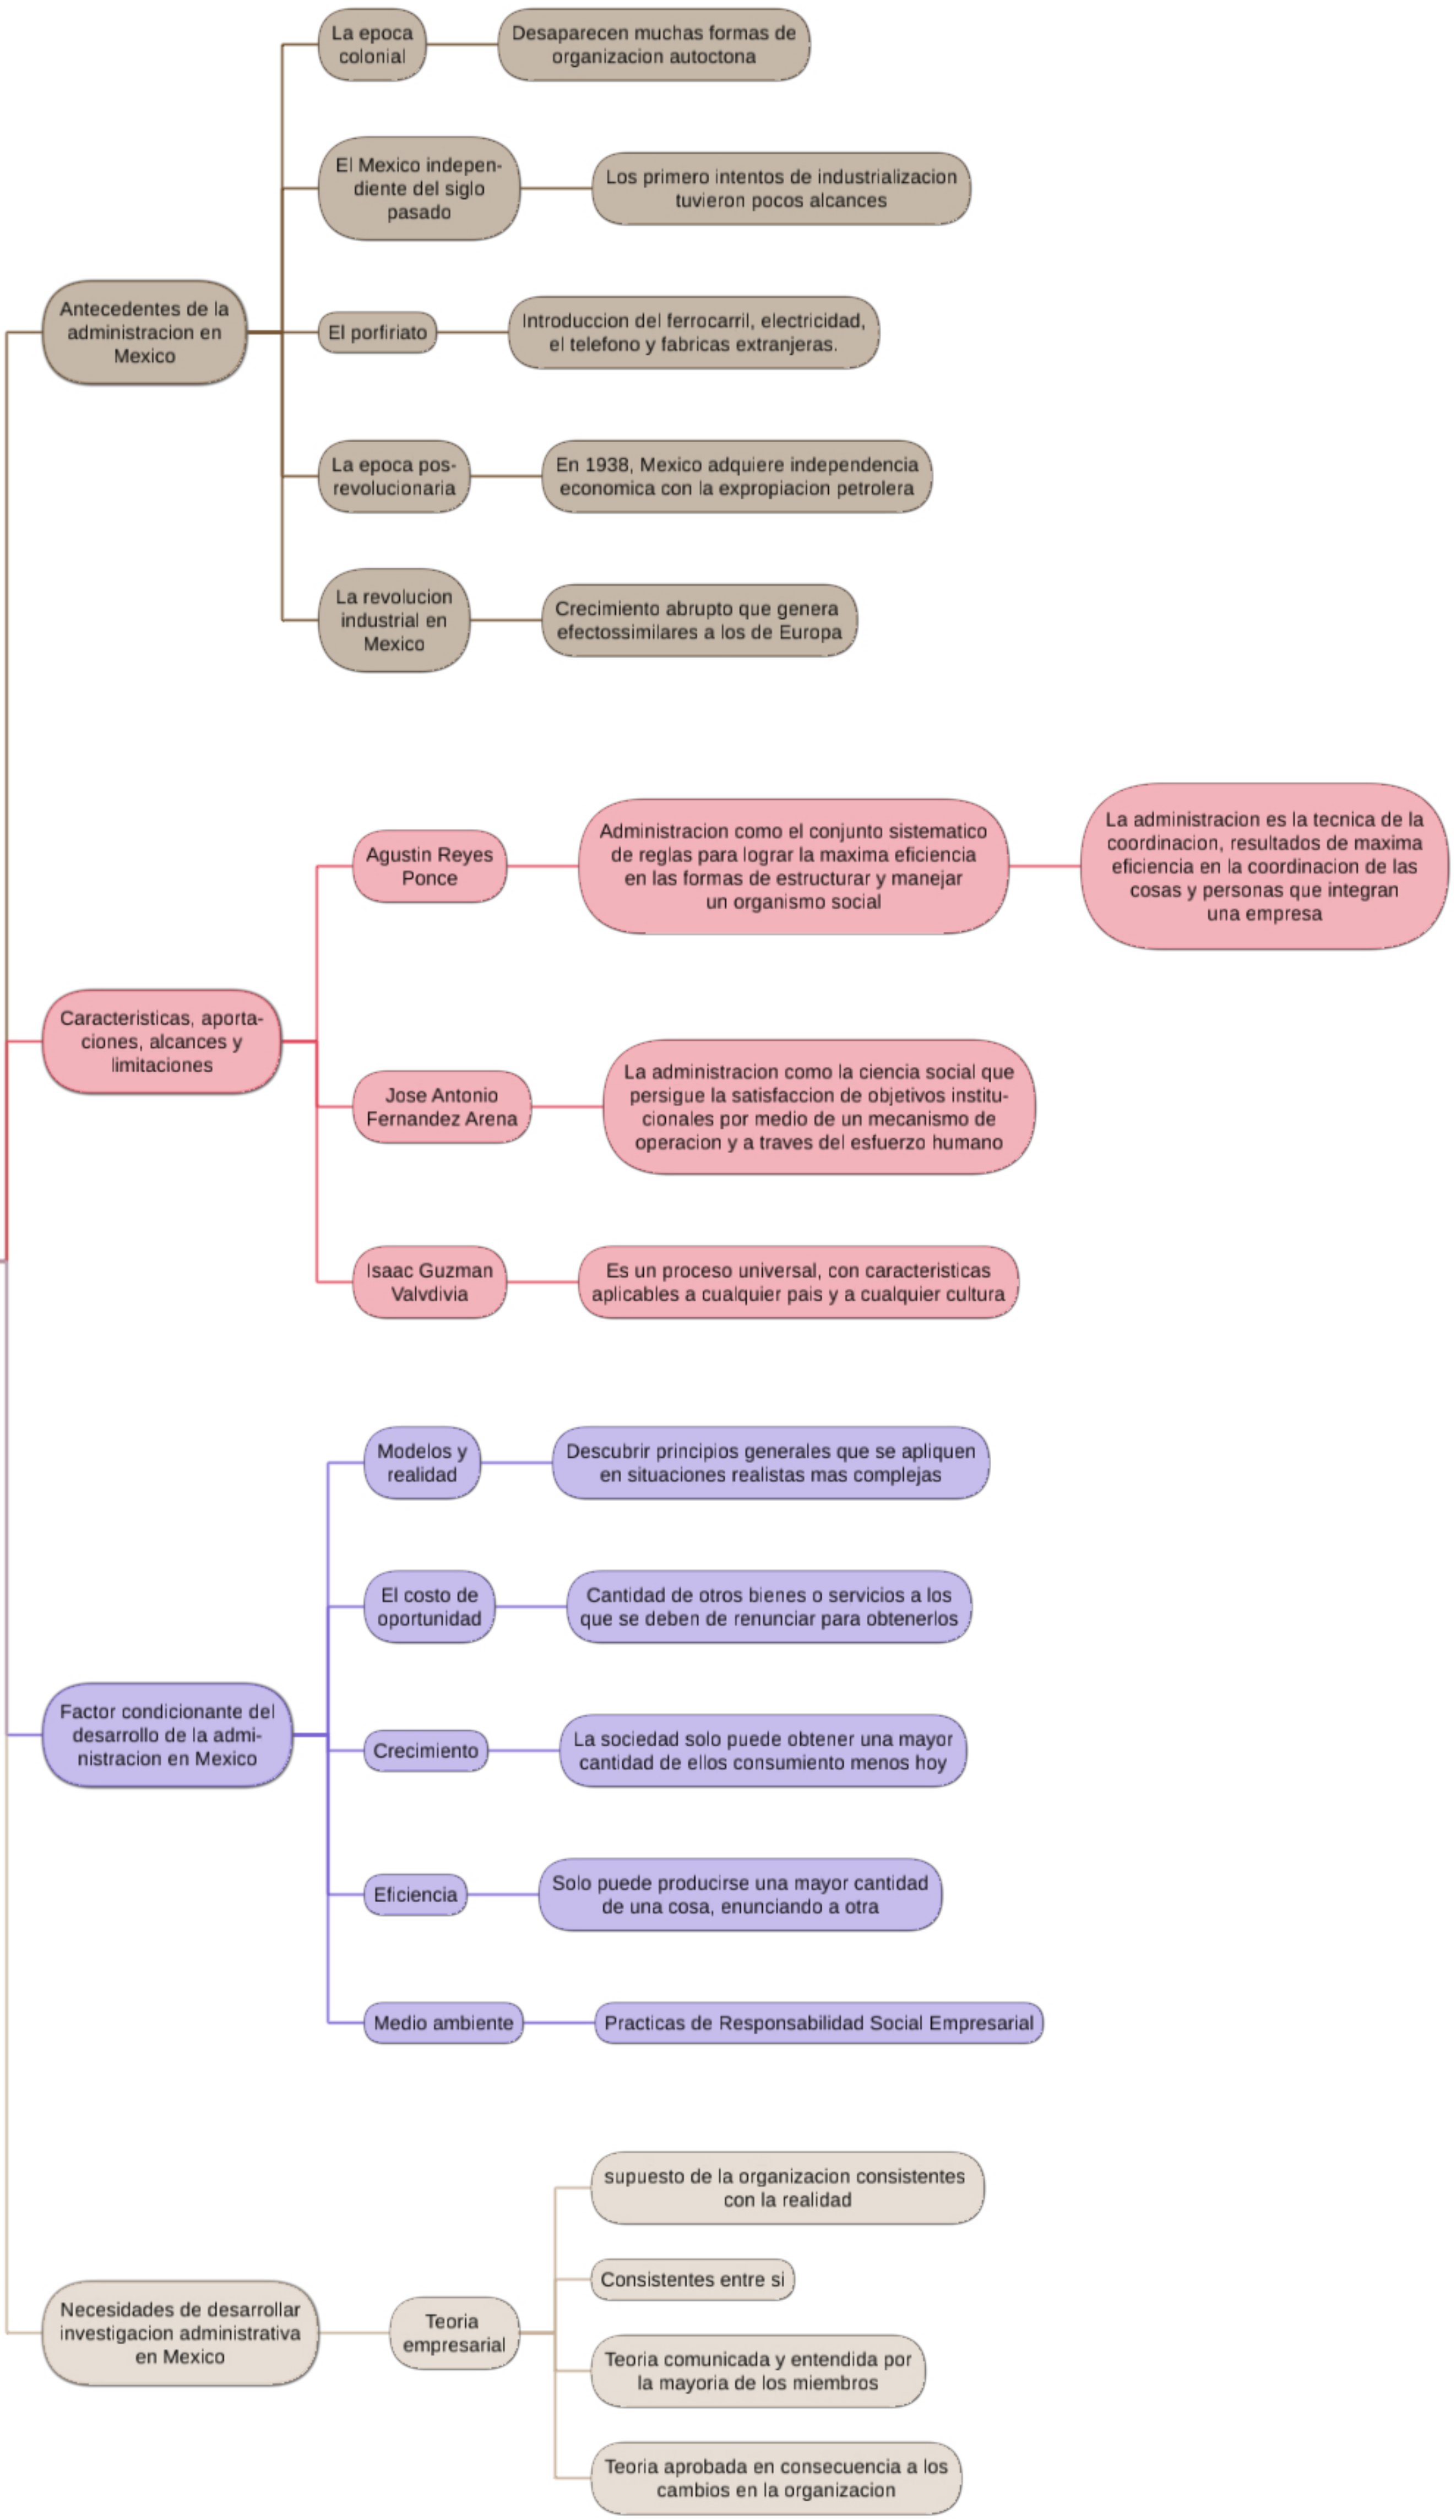 La epoca
colonial
Desaparecen muchas formas de
organizacion autoctona
El Mexico indepen-
diente del siglo
pasado
Los primero intentos de industrializacion
tuvieron pocos alcances
Antecedentes de la
administracion en
Mexico
El porfiriato
Introduccion del ferrocarril, electricidad,
el telefono y fabricas extranjeras.
La epoca pos-
revolucionaria
En 1938, Mexico adquiere independencia
economica con la expropiacion petrolera
La revolucion
industrial en
Mexico
Crecimiento abrupto que genera
efectossimilares a los de Europa
Caracteristicas, aporta-
ciones, alcances y
limitaciones
Agustin Reyes
Ponce
Administracion como el conjunto sistematico
de reglas para lograr la maxima eficiencia
en las formas de estructurar y manejar
un organismo social
La administracion es la tecnica de la
coordinacion, resultados de maxima
eficiencia en la coordinacion de las
cosas y personas que integran
una empresa
Jose Antonio
Fernandez Arena
La administracion como la ciencia social que
persigue la satisfaccion de objetivos institu-
cionales por medio de un mecanismo de
operacion y a traves del esfuerzo humano
Isaac Guzman
Valvdivia
Es un proceso universal, con caracteristicas
aplicables a cualquier pais y a cualquier cultura
Factor condicionante del
desarrollo de la admi-
nistracion en Mexico
Modelos y
realidad
Descubrir principios generales que se apliquen
en situaciones realistas mas complejas
El costo de
oportunidad
Cantidad de otros bienes o servicios a los
que se deben de renunciar para obtenerlos
Crecimiento
La sociedad solo puede obtener una mayor
cantidad de ellos consumiento menos hoy
Eficiencia
Solo puede producirse una mayor cantidad
de una cosa, enunciando a otra
Medio ambiente
Practicas de Responsabilidad Social Empresarial
Necesidades de desarrollar
investigacion administrativa
en Mexico
Teoria
empresarial
supuesto de la organizacion consistentes
con la realidad
Consistentes entre si
Teoria comunicada y entendida por
la mayoria de los miembros
Teoria aprobada en consecuencia a los
cambios en la organizacion